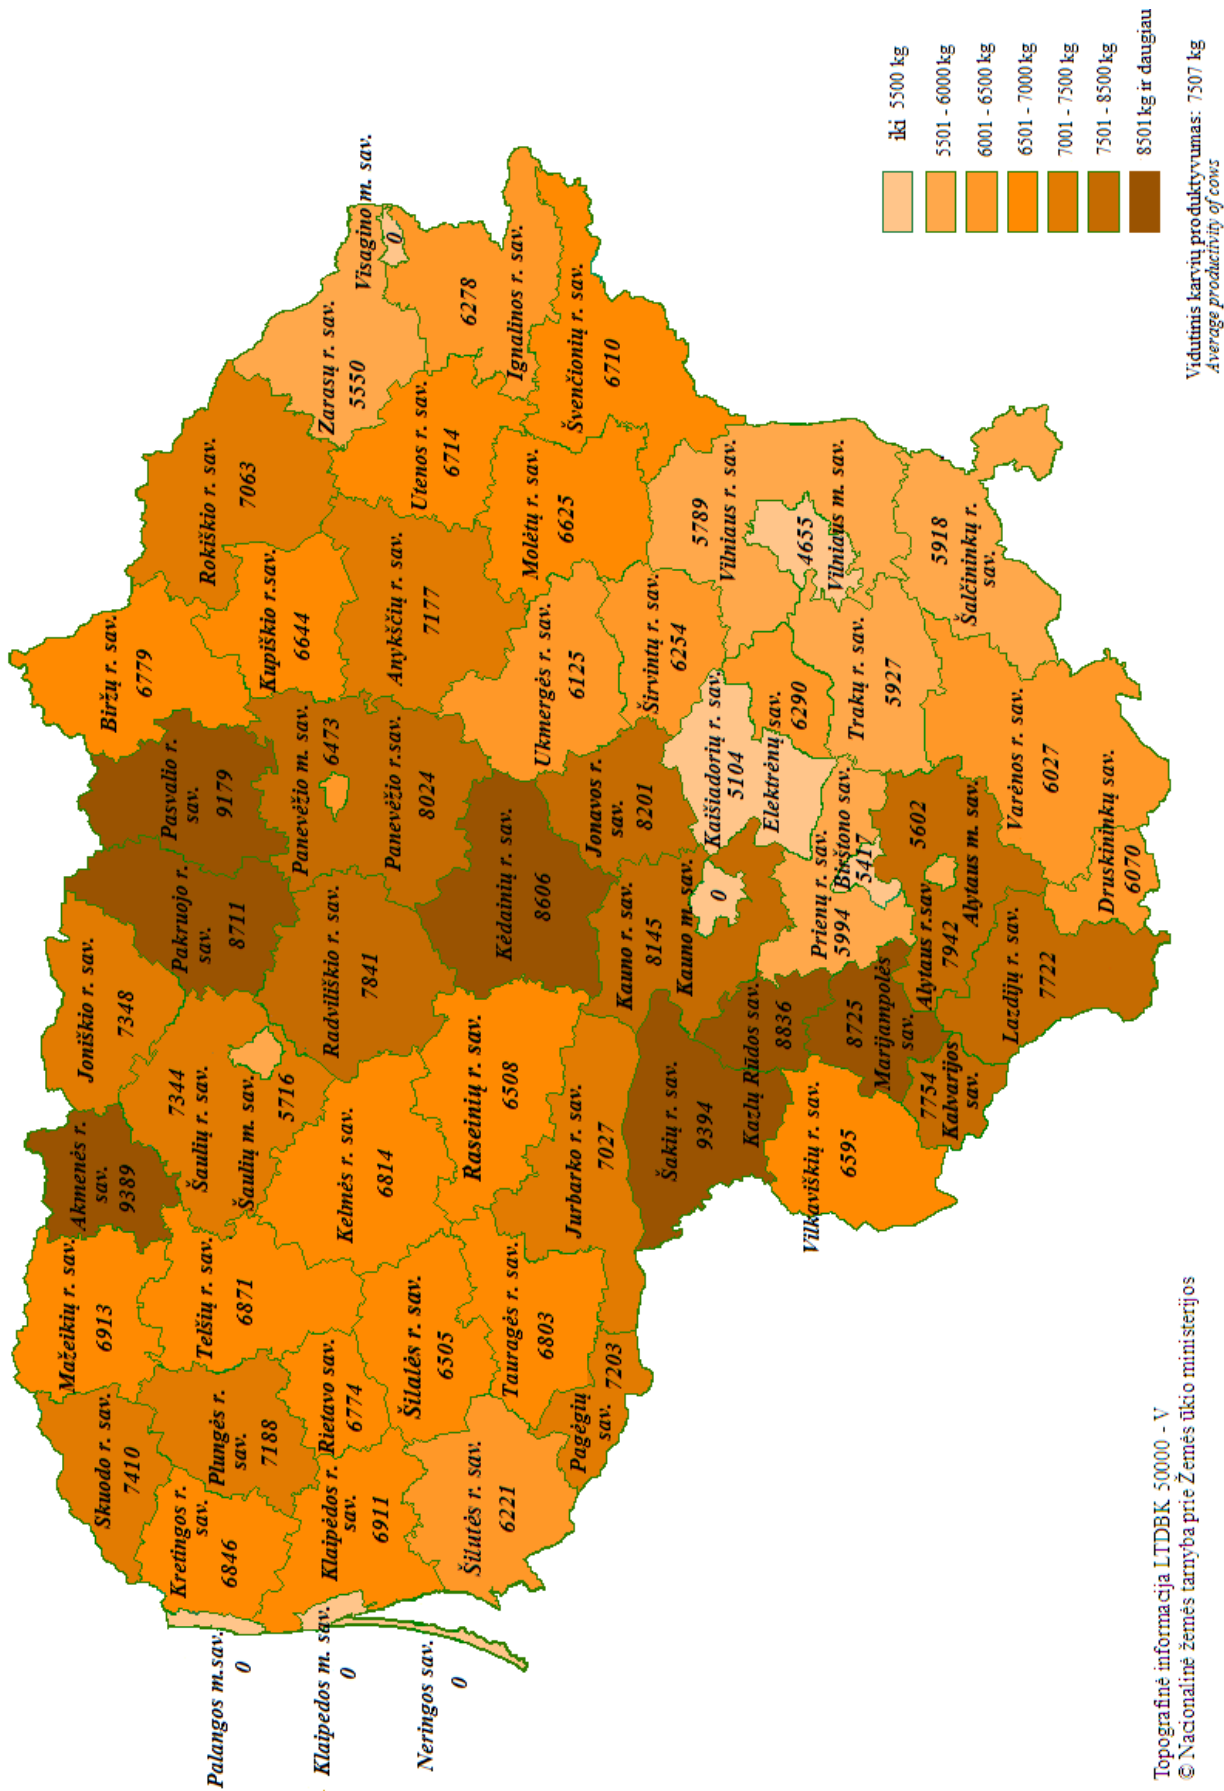 Skuodo r. sav.
7410
Mažeikių r. sav.
6913
Akmenės r.
sav.
9389
Joniškio r. sav.
7348
Pakruojo r.
sav.
8711
Pasvalio r.
sav.
9179
Biržų r. sav.
6779
Rokiškio r. sav.
7063
Kretingos r.
sav.
6846
Plungės r.
sav.
7188
Telšių r. sav.
6871
7344
Šaulių r. sav.
Šaulių m. sav.
5716
Radviliškio r. sav.
7841
Panevėžio m. sav.
6473
Panevėžio r.sav.
8024
Kupiškio r.sav.
6644
Anykščių r. sav.
7177
Zarasų r. sav.
5550
Visagino m. sav.
0
Utenos r. sav.
6714
6278
Ignalinos r. sav.
Palangos m.sav.
0
Klaipedos m. sav.
0
Neringos sav.
0
Klaipėdos r.
sav.
6911
Rietavo sav.
6774
Kelmės r. sav.
6814
Šilalės r. sav.
6505
Šilutės r. sav.
6221
Tauragės r. sav.
6803
Pagėgių
sav.
7203
Raseinių r. sav.
6508
Jurbarko r. sav.
7027
Kėdainių r. sav.
8606
Jonavos r.
sav.
8201
Ukmergės r. sav.
6125
Molėtų r. sav.
6625
Švenčionių r. sav.
6710
Širvintų r. sav.
6254
Kauno r. sav.
8145
Kauno m. sav.
0
Kaišiadorių r. sav.
5104
Elektrėnų sav.
6290
5789
Vilniaus r. sav.
4655
Vilniaus m. sav.
Šakių r. sav.
9394
Kazlų Rūdos sav.
8836
Vilkaviškių r. sav.
6595
8725
Marijampolės
sav.
7754
Kalvarijos
sav.
Prienų r. sav.
5994
Birštono sav.
5417
Trakų r. sav.
5927
5918
Šalčininkų r.
sav.
Alytaus r.sav.
7942
5602
Alytaus m. sav.
Lazdijų r. sav.
7722
Varėnos r. sav.
6027
Druskininkų sav.
6070
iki 5500 kg
5501 - 6000 kg
6001 - 6500 kg
6501 - 7000 kg
7001 - 7500 kg
7501 - 8500 kg
8501 kg ir daugiau
Vidutinis karvių produktyvumas: 7507 kg
Average productivity of cows
Topografinė informacija LTDBK 50000 - V
© Nacionalinė žemės tarnyba prie Žemės ūkio ministerijos